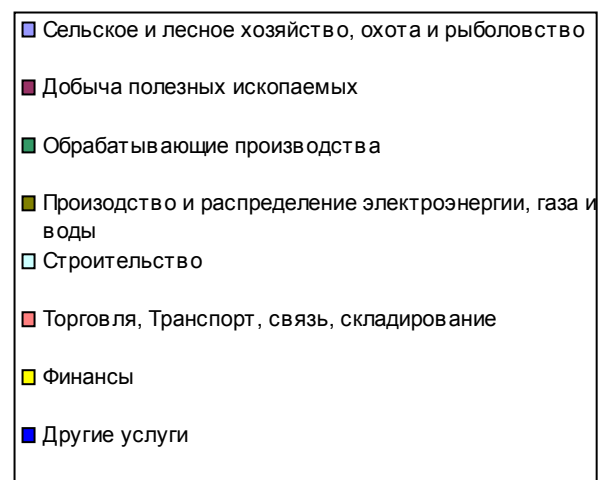 Сельское и лесное хозяйство, охота и рыболовство
Добыча полезных ископаемых
Обрабатывающие производства
Произодство и распределение электроэнергии, газа и
воды
Строительство
Торговля, Транспорт, связь, складирование
Финансы
Другие услуги